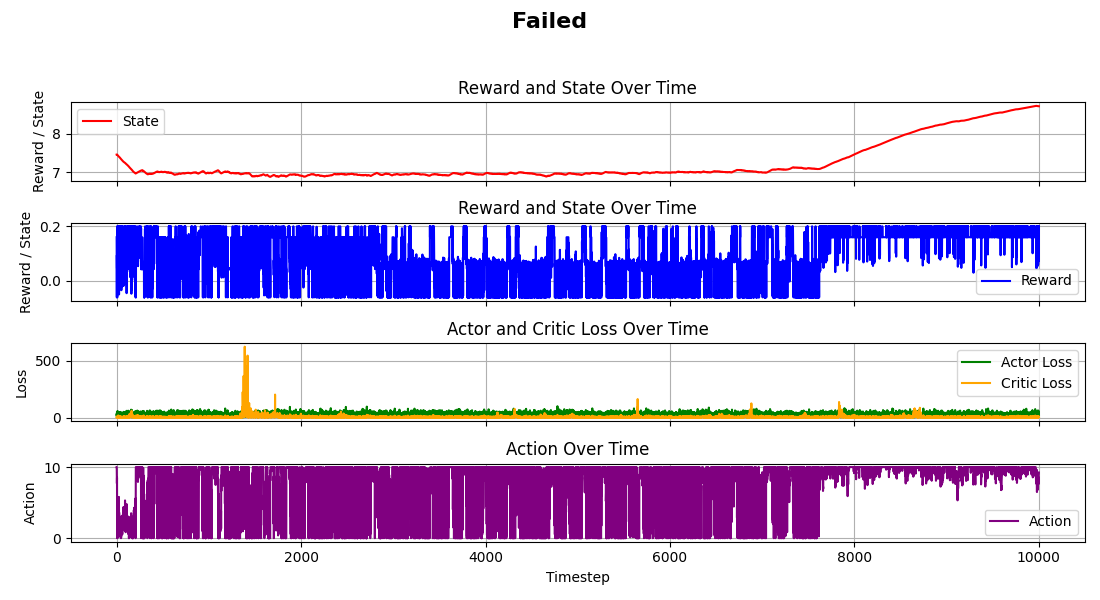 Failed
Reward and State Over Time
Reward / State
8
7
State
Reward and State Over Time
Reward / State
0.2
0.0
Reward
Actor and Critic Loss Over Time
Loss
500
0
Actor Loss
Critic Loss
Action Over Time
Action
10
0
Action
0 2000 4000 6000 8000 10000
Timestep